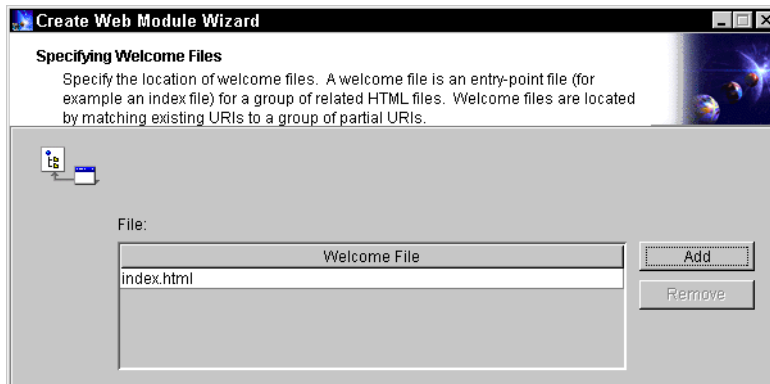 Create Web Module Wizard
Specifying Welcome Files
Specify the location of welcome files. A welcome file is an entry-point file (for
example an index file) for a group of related HTML files. Welcome files are located
by matching existing URIs to a group of partial URIs.
File:
Welcome File
Add
index.html
Remove